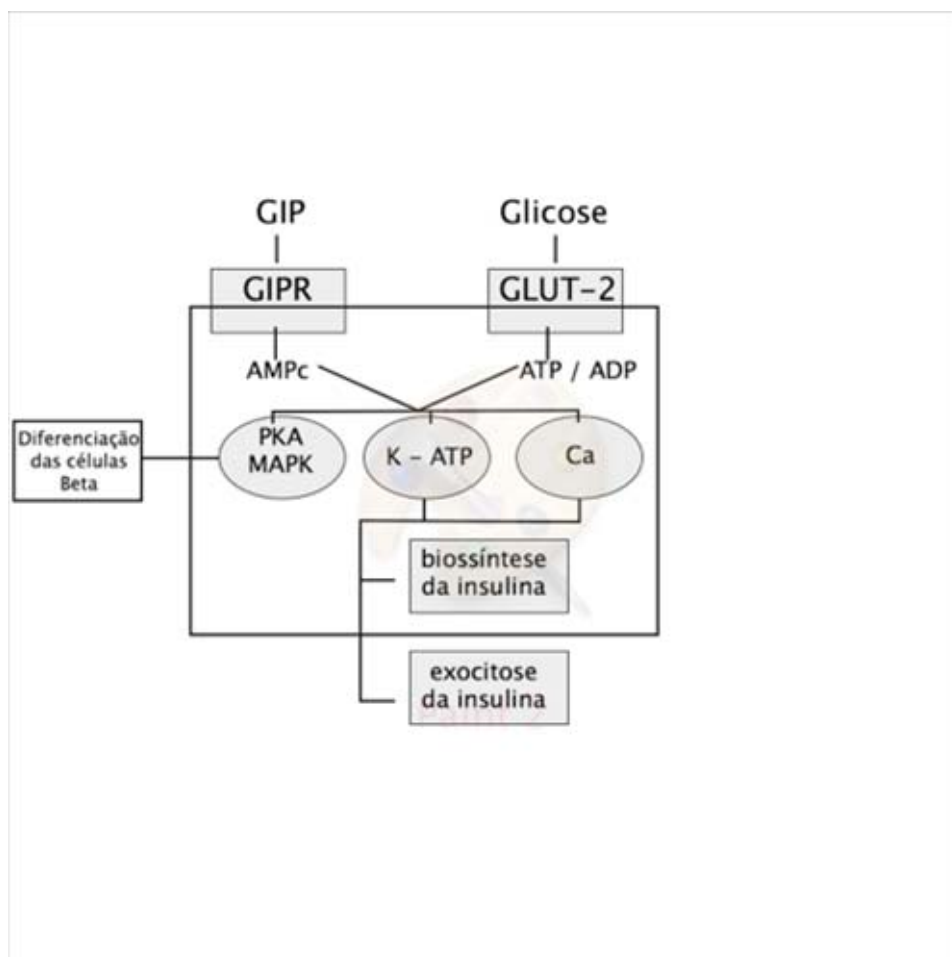 GIP
Glicose
GIPR
GLUT-2
AMPc
ATP / ADP
Diferenciação
das células
Beta
PKA
MAPK
K - ATP
Ca
biossíntese
da insulina
exocitose
da insulina